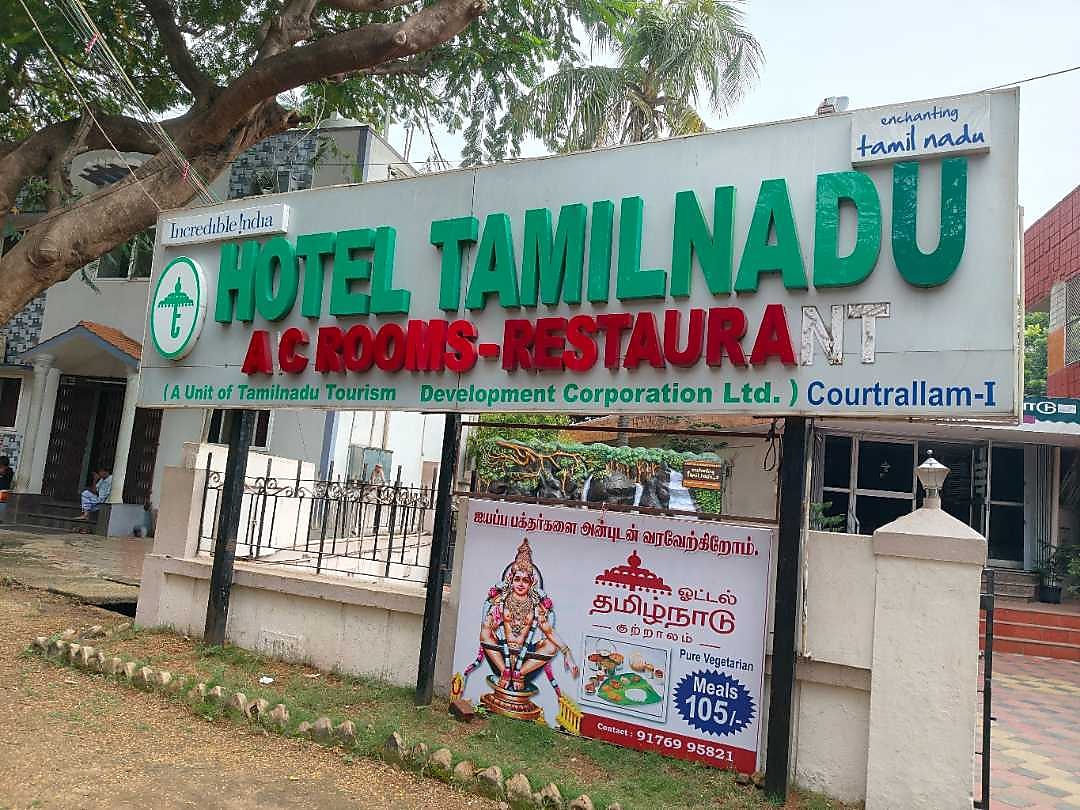 enchanting
tamil nadu
Incredible !ndia
HOTEL TAMILNADU
A C ROOMS-RESTAURANT
(A Unit of Tamilnadu Tourism Development Corporation Ltd.) Courtrallam-I
ஐயப்ப பக்தர்களை அன்புடன் வரவேற்கிறோம்.
ஓட்டல்
தமிழ்நாடு
குற்றாலம்
Pure Vegetarian
Meals
105/-
Contact : 91769 95821